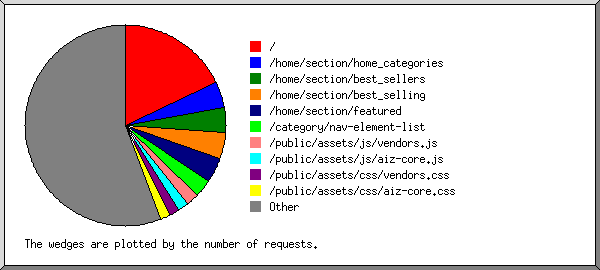 /
/home/section/home_categories
/home/section/best_sellers
/home/section/best_selling
/home/section/featured
/category/nav-element-list
/public/assets/js/vendors.js
/public/assets/js/aiz-core.js
/public/assets/css/vendors.css
/public/assets/css/aiz-core.css
Other
The wedges are plotted by the number of requests.